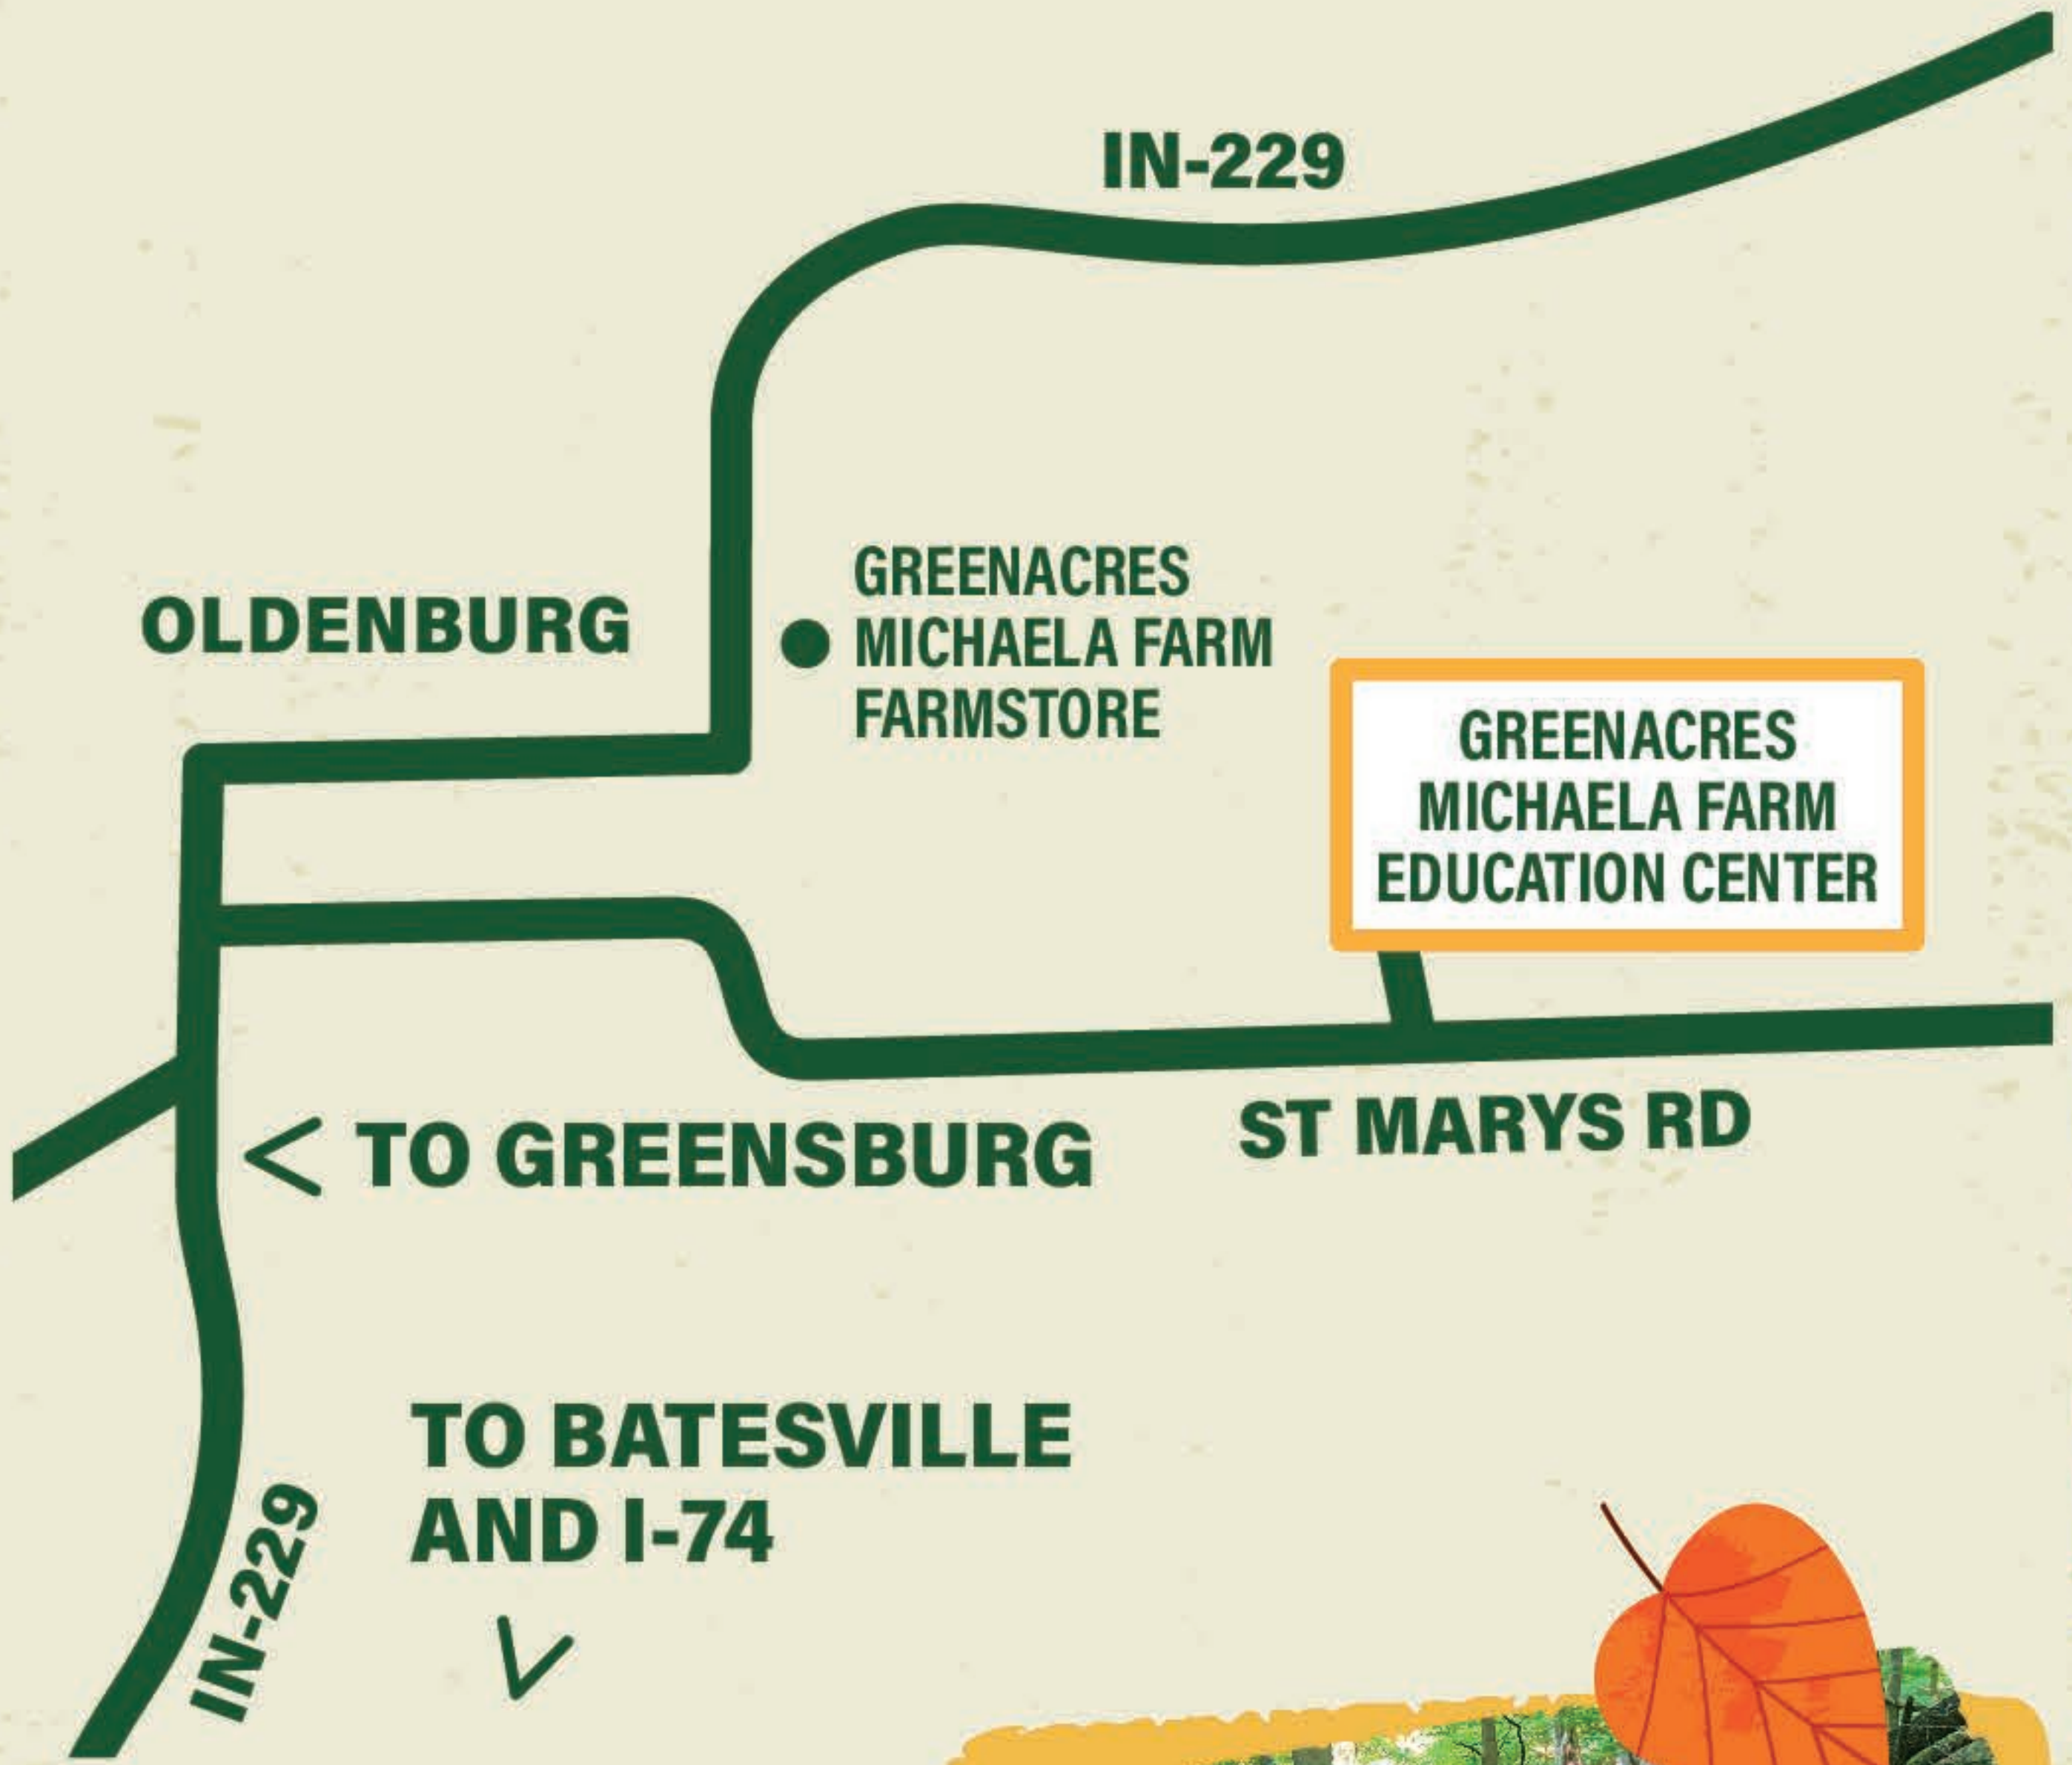 IN-229
GREENACRES
MICHAELA FARM
FARMSTORE
OLDENBURG
GREENACRES
MICHAELA FARM
EDUCATION CENTER
ST MARYS RD
< TO GREENSBURG
TO BATESVILLE
AND I-74
IN-229